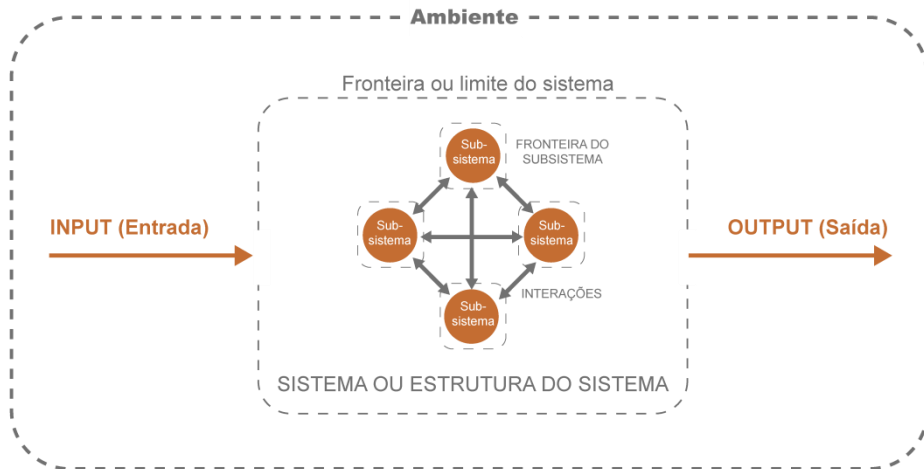 Ambiente
Fronteira ou limite do sistema
Sub-
sistema
FRONTEIRA DO
SUBSISTEMA
INPUT (Entrada)
Sub-
sistema
Sub-
sistema
OUTPUT (Saída)
INTERAÇÕES
Sub-
sistema
SISTEMA OU ESTRUTURA DO SISTEMA